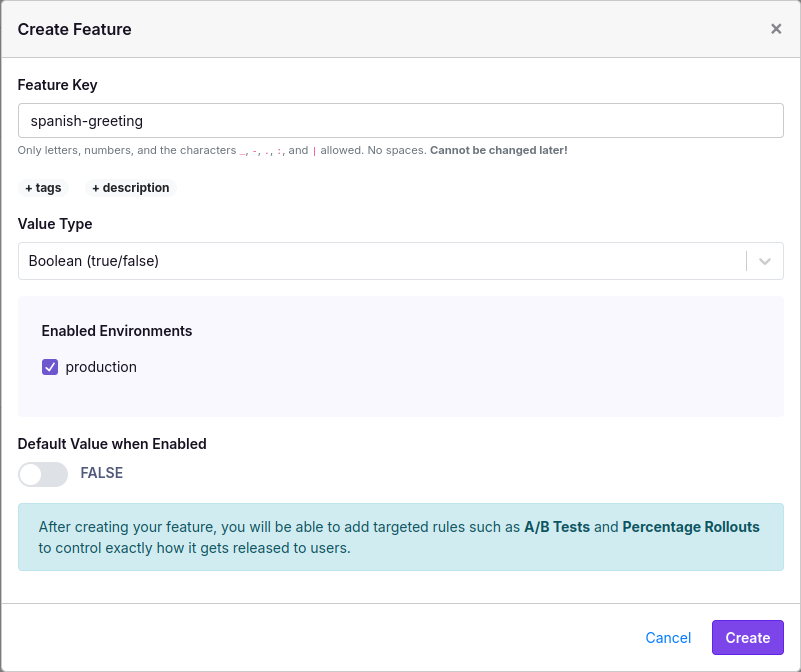 Create Feature
×
Feature Key
spanish-greeting
Only letters, numbers, and the characters _, -, ., :, and | allowed. No spaces. Cannot be changed later!
+ tags + description
Value Type
Boolean (true/false)
Enabled Environments
production
Default Value when Enabled
FALSE
After creating your feature, you will be able to add targeted rules such as A/B Tests and Percentage Rollouts
to control exactly how it gets released to users.
Cancel Create